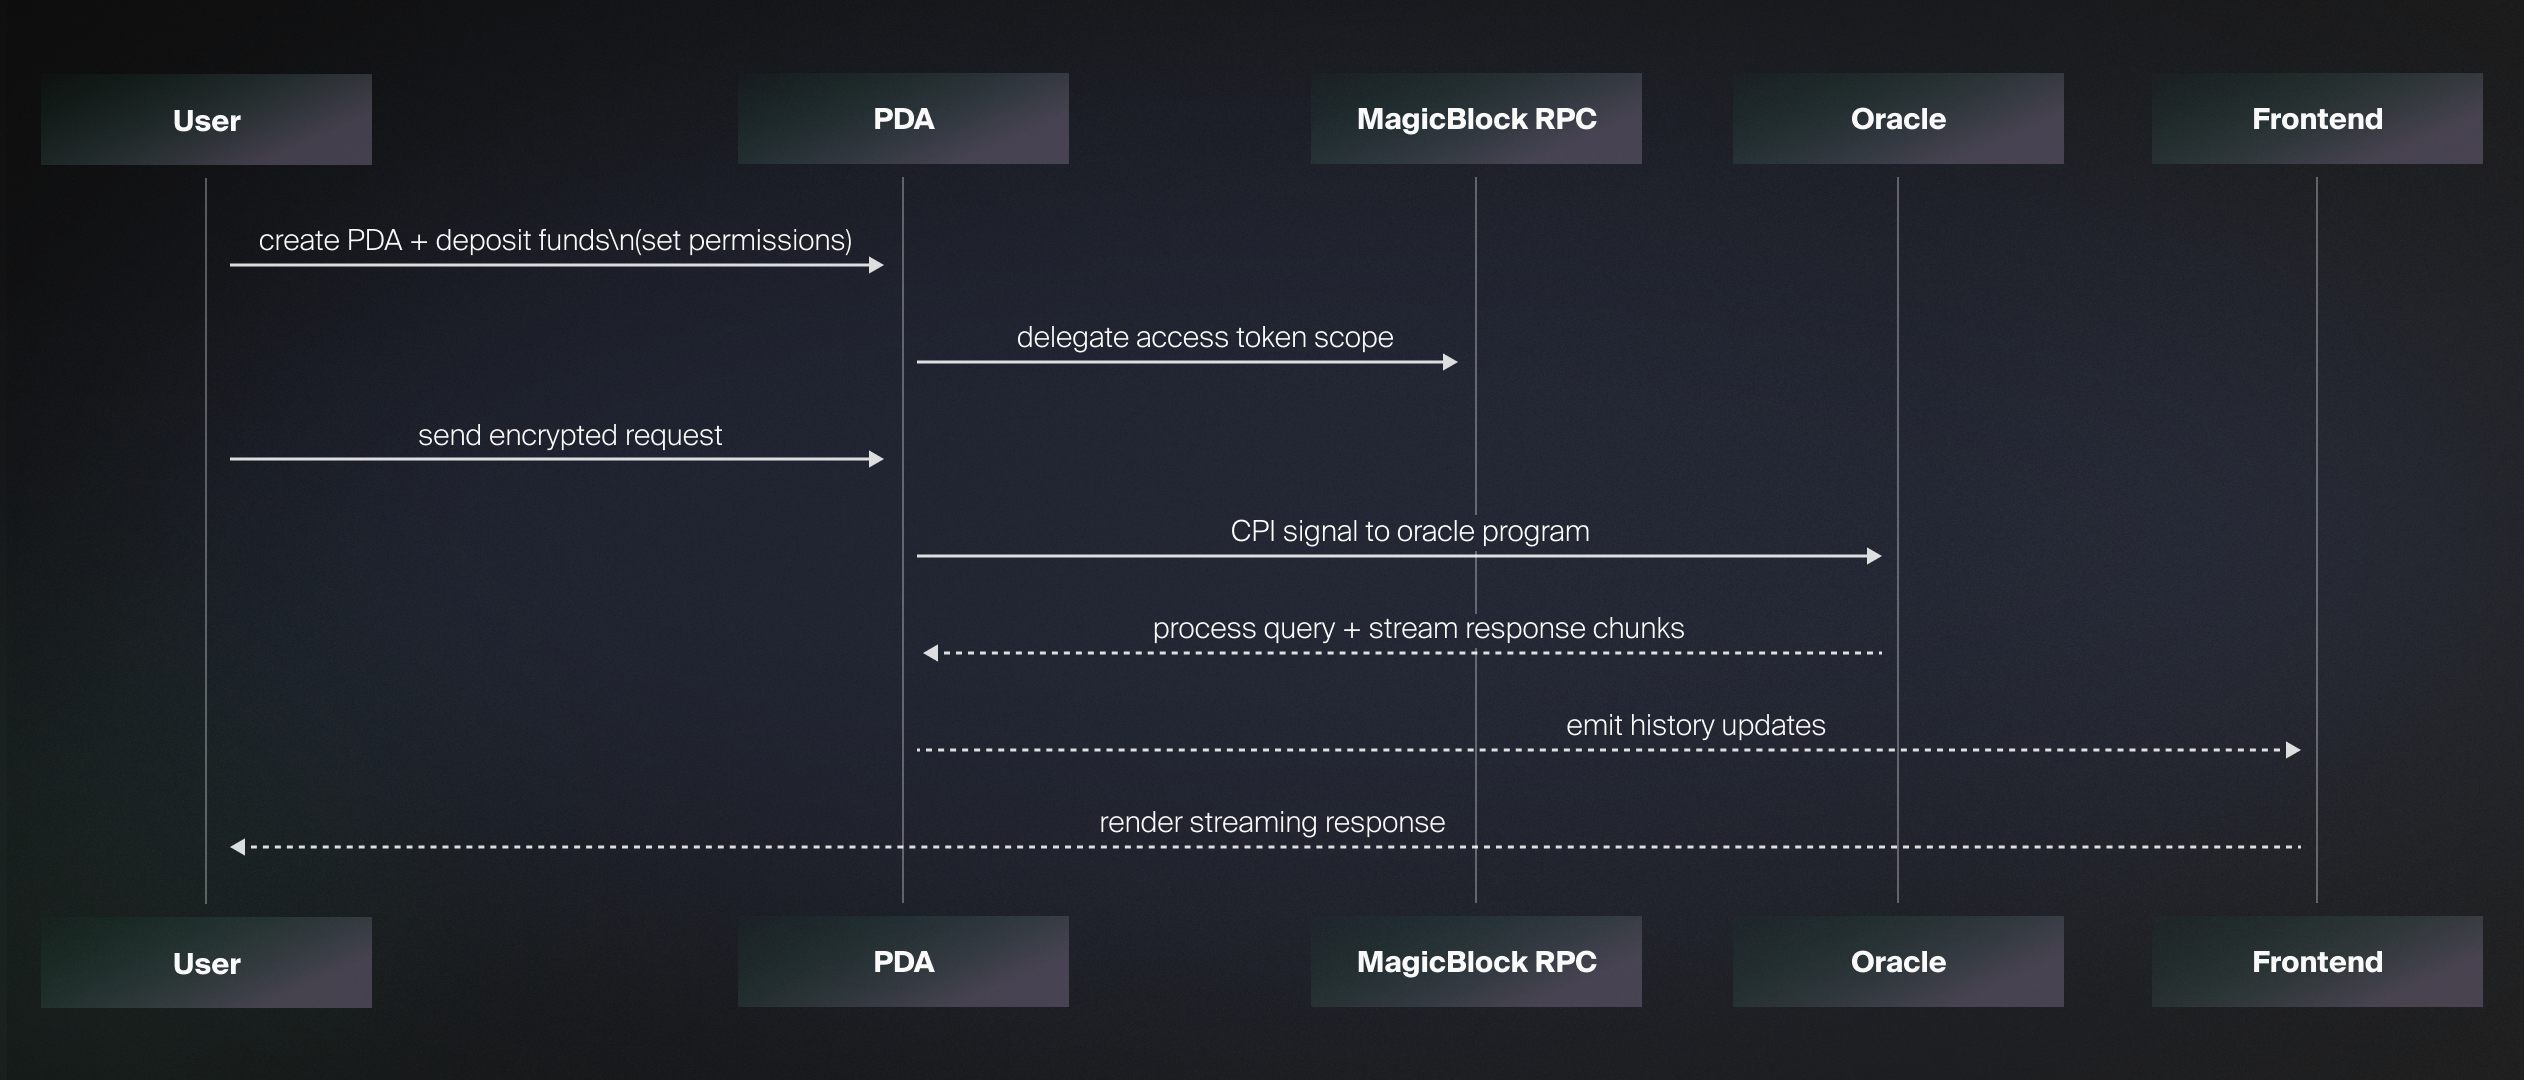 User
PDA
MagicBlock RPC
Oracle
Frontend
create PDA + deposit funds\n(set permissions)
delegate access token scope
send encrypted request
CPI signal to oracle program
process query + stream response chunks
emit history updates
render streaming response
User
PDA
MagicBlock RPC
Oracle
Frontend